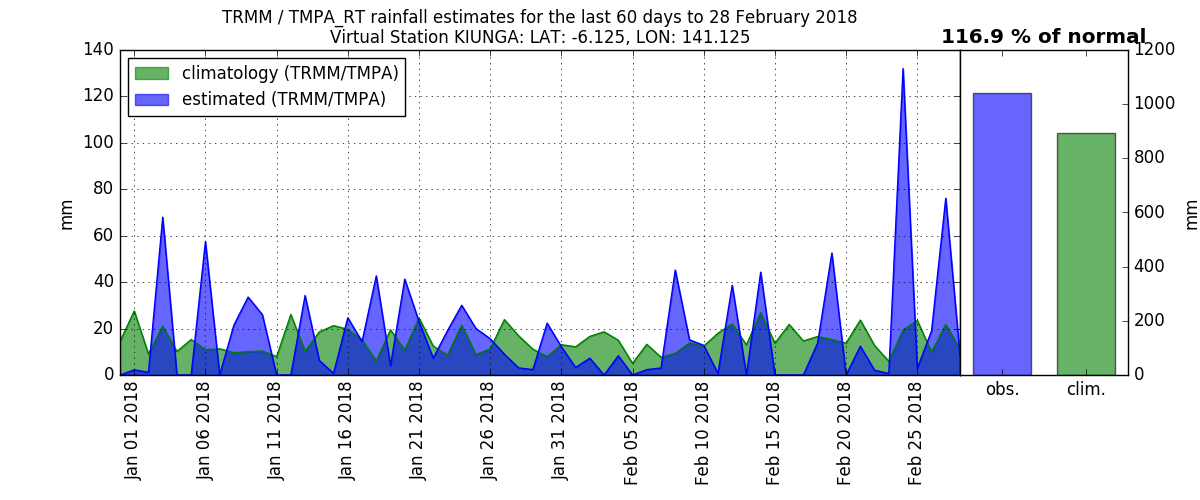 TRMM / TMPA_RT rainfall estimates for the last 60 days to 28 February 2018
Virtual Station KIUNGA: LAT: -6.125, LON: 141.125
116.9 % of normal
climatology (TRMM/TMPA)
estimated (TRMM/TMPA)
140
120
100
80
60
40
20
0
mm
Jan 01 2018
Jan 06 2018
Jan 11 2018
Jan 16 2018
Jan 21 2018
Jan 26 2018
Jan 31 2018
Feb 05 2018
Feb 10 2018
Feb 15 2018
Feb 20 2018
Feb 25 2018
obs.
clim.
1200
1000
800
600
400
200
0
mm